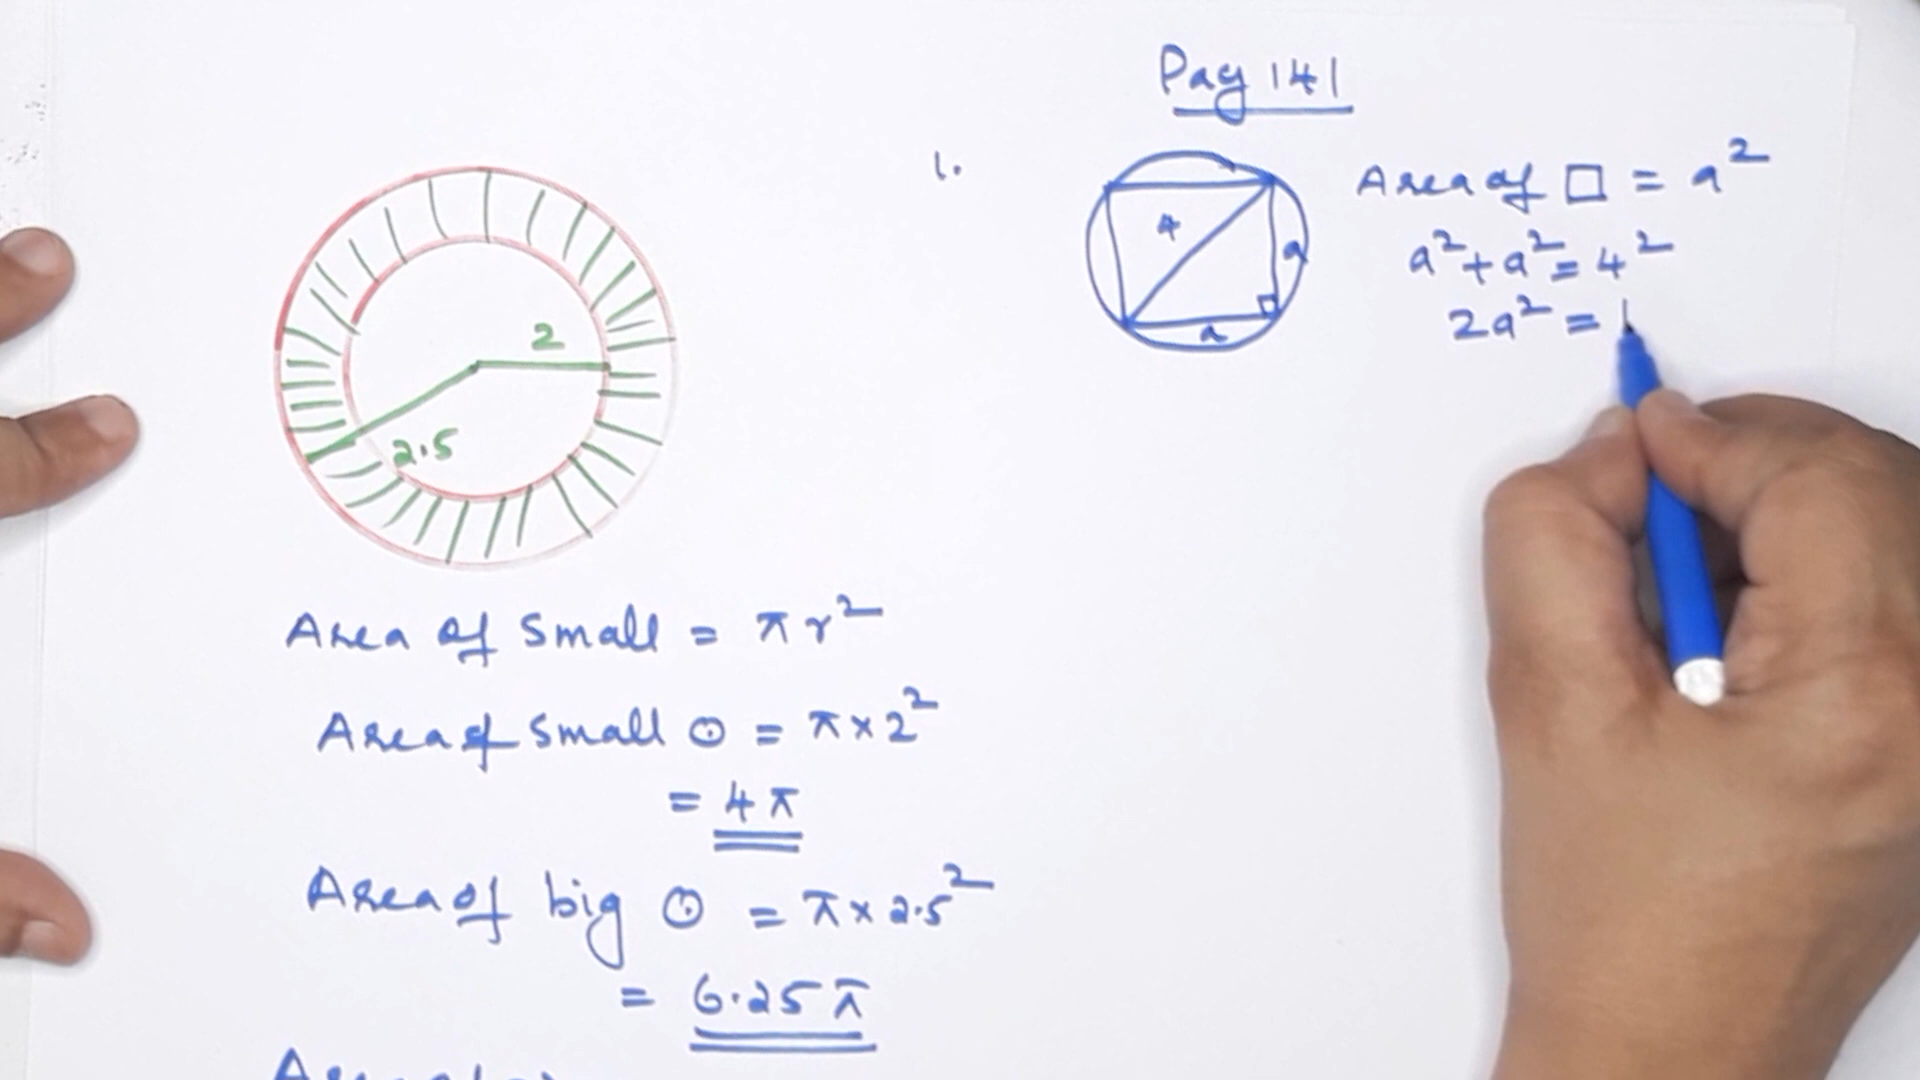 2
2.5
Area of small = πr²
Area of small ⊙ = π×2²
= 4π
Area of big ⊙ = π×2.5²
= 6.25π
Pag 141
1.
4
a
a
Area of □ = a²
a²+a² = 4²
2a² =